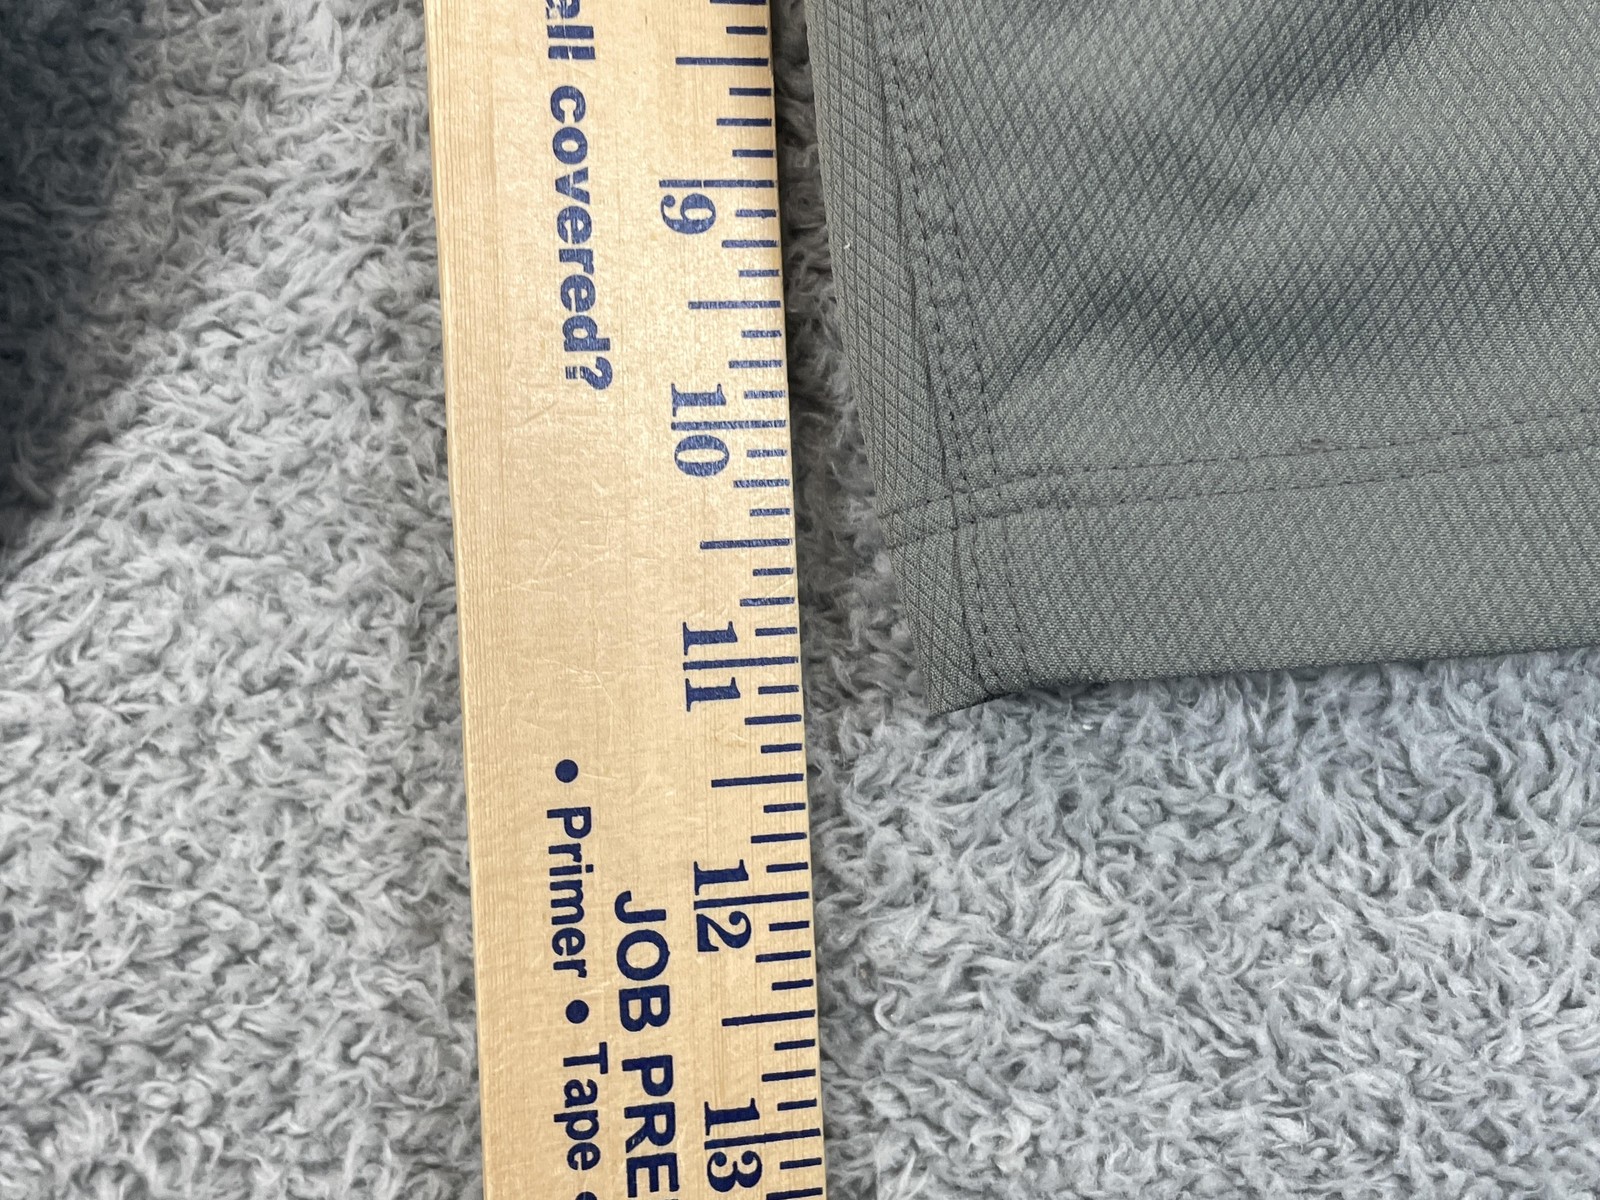 all covered?
9
10
11
12
13
JOB PRE
• Primer • Tape •